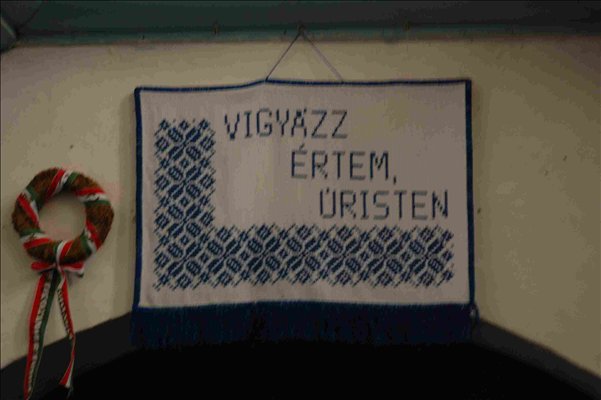 VIGYÁZZ
ÉRTEM,
ÚRISTEN